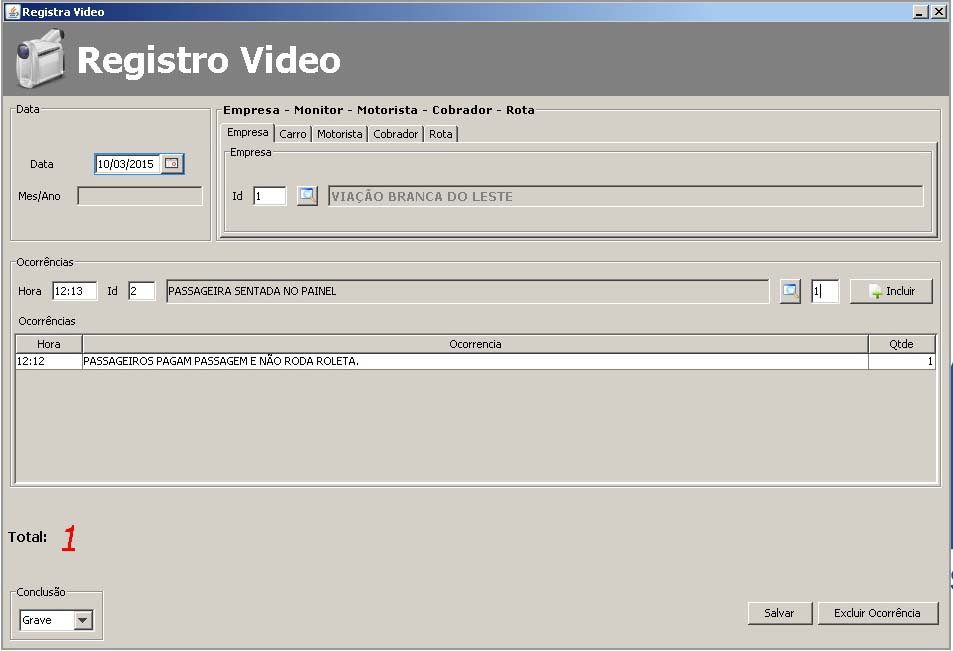 Registra Video
Registro Video
Data
Data 10/03/2015
Mes/Ano
Empresa - Monitor - Motorista - Cobrador - Rota
Empresa Carro Motorista Cobrador Rota
Empresa
Id 1 VIAÇÃO BRANCA DO LESTE
Ocorrências
Hora 12:13 Id 2 PASSAGEIRA SENTADA NO PAINEL 1 Incluir
Ocorrências
Hora Ocorrencia Qtde
12:12 PASSAGEIROS PAGAM PASSAGEM E NÃO RODA ROLETA. 1
Total: 1
Conclusão
Grave
Salvar Excluir Ocorrência